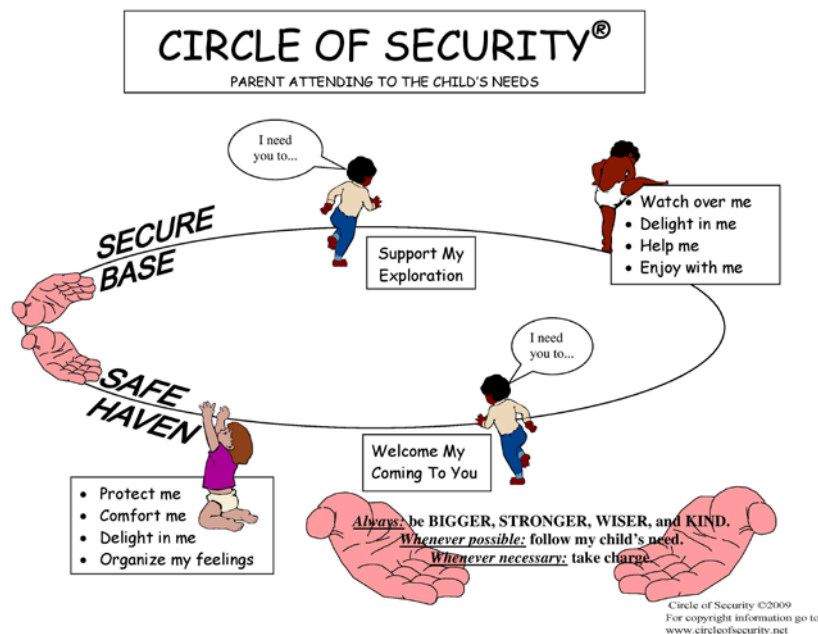 CIRCLE OF SECURITY®
PARENT ATTENDING TO THE CHILD'S NEEDS
I need
you to...
SECURE
BASE
Support My
Exploration
• Watch over me
• Delight in me
• Help me
• Enjoy with me
I need
you to...
SAFE
HAVEN
Welcome My
Coming To You
• Protect me
• Comfort me
• Delight in me
• Organize my feelings
Always: be BIGGER, STRONGER, WISER, and KIND.
Whenever possible: follow my child's need.
Whenever necessary: take charge.
Circle of Security ©2009
For copyright information go to
www.circleofsecurity.net